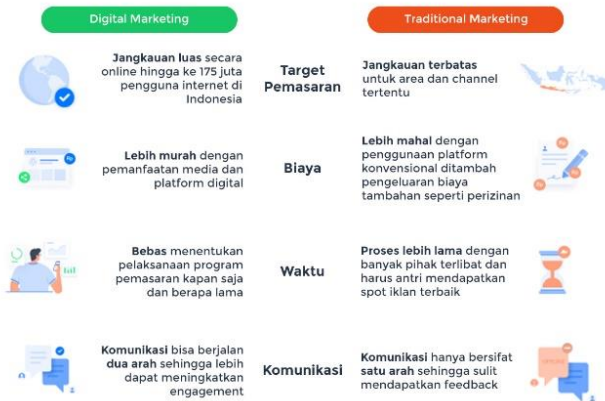 Digital Marketing
Traditional Marketing
Jangkauan luas secara
online hingga ke 175 juta
pengguna internet di
Indonesia
Target
Pemasaran
Jangkauan terbatas
untuk area dan channel
tertentu
Lebih murah dengan
pemanfaatan media dan
platform digital
Biaya
Lebih mahal dengan
penggunaan platform
konvensional ditambah
pengeluaran biaya
tambahan seperti perizinan
Bebas menentukan
pelaksanaan program
pemasaran kapan saja
dan berapa lama
Waktu
Proses lebih lama dengan
banyak pihak terlibat dan
harus antri mendapatkan
spot iklan terbaik
Komunikasi bisa berjalan
dua arah sehingga lebih
dapat meningkatkan
engagement
Komunikasi
Komunikasi hanya bersifat
satu arah sehingga sulit
mendapatkan feedback